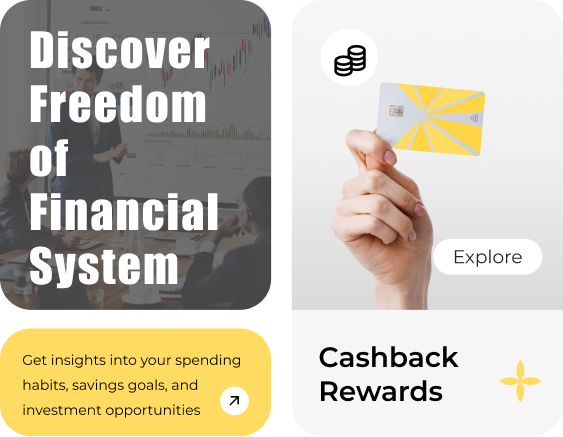 Discover
Freedom
of
Financial
System
Get insights into your spending
habits, savings goals, and
investment opportunities
Explore
Cashback
Rewards